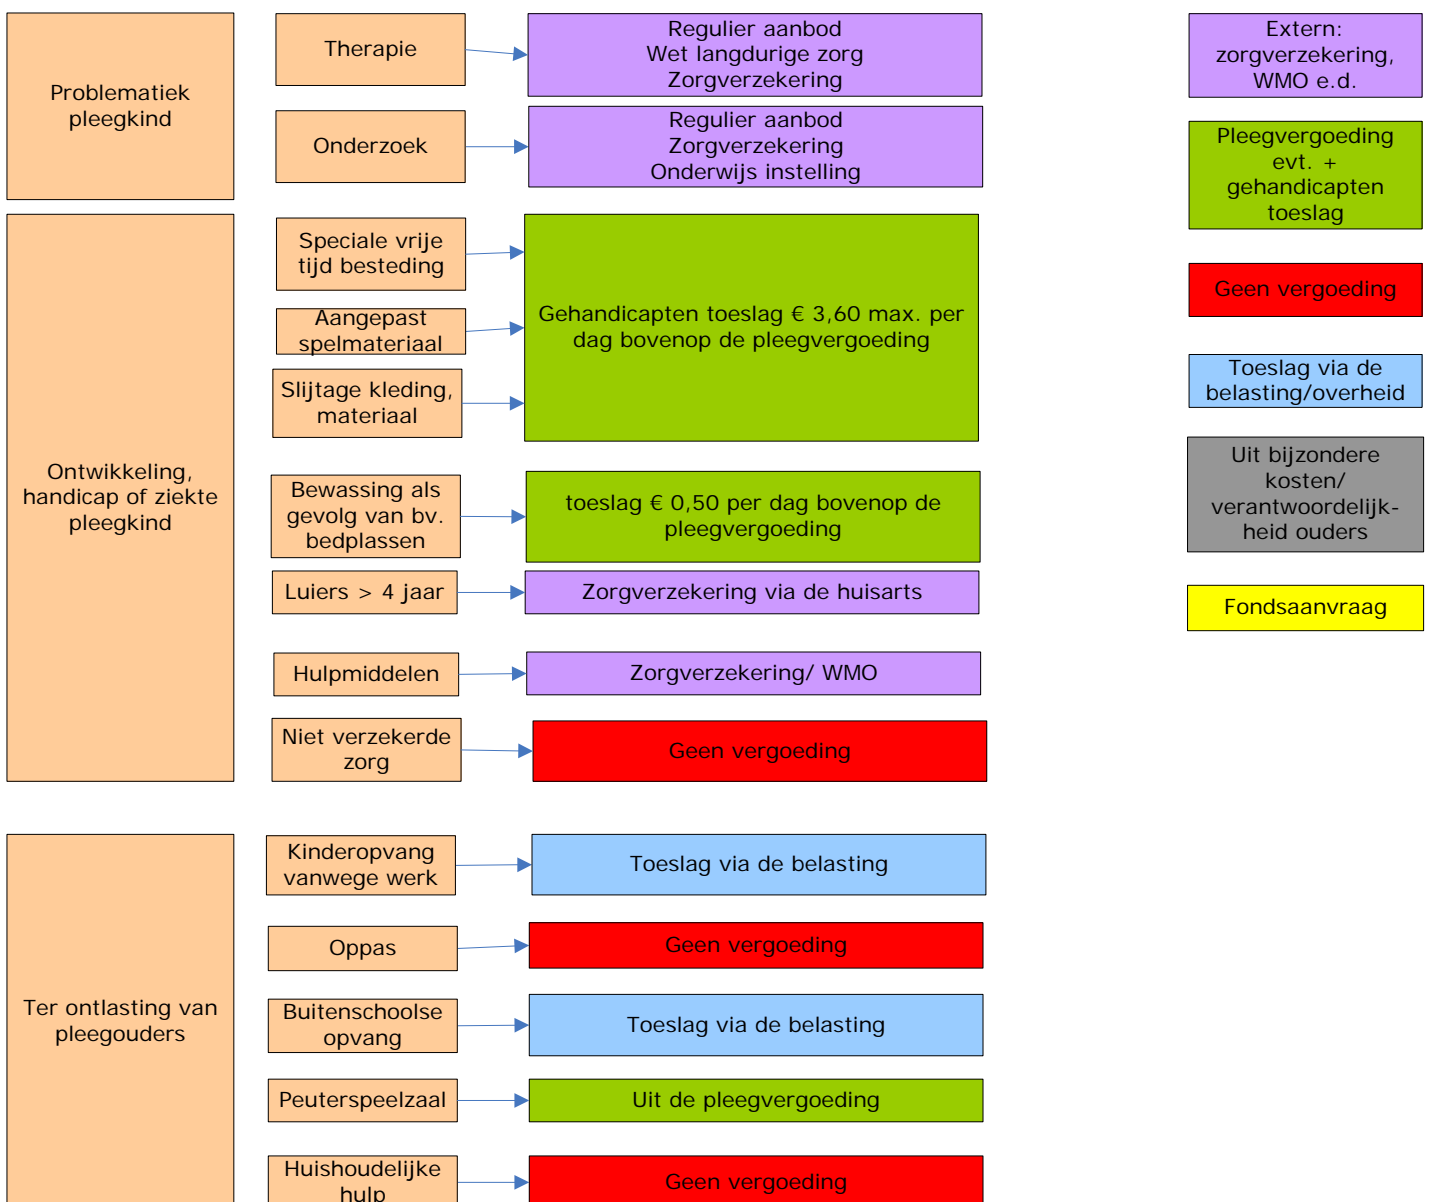 Problematiek
pleegkind
Therapie
Regulier aanbod
Wet langdurige zorg
Zorgverzekering
Onderzoek
Regulier aanbod
Zorgverzekering
Onderwijs instelling
Ontwikkeling,
handicap of ziekte
pleegkind
Speciale vrije
tijd besteding
Aangepast
spelmateriaal
Slijtage kleding,
materiaal
Gehandicapten toeslag € 3,60 max. per
dag bovenop de pleegvergoeding
Bewassing als
gevolg van bv.
bedplassen
toeslag € 0,50 per dag bovenop de
pleegvergoeding
Luiers > 4 jaar
Zorgverzekering via de huisarts
Hulpmiddelen
Zorgverzekering/ WMO
Niet verzekerde
zorg
Geen vergoeding
Ter ontlasting van
pleegouders
Kinderopvang
vanwege werk
Toeslag via de belasting
Oppas
Geen vergoeding
Buitenschoolse
opvang
Toeslag via de belasting
Peuterspeelzaal
Uit de pleegvergoeding
Huishoudelijke
hulp
Geen vergoeding
Extern:
zorgverzekering,
WMO e.d.
Pleegvergoeding
evt. +
gehandicapten
toeslag
Geen vergoeding
Toeslag via de
belasting/overheid
Uit bijzondere
kosten/
verantwoordelijk-
heid ouders
Fondsaanvraag